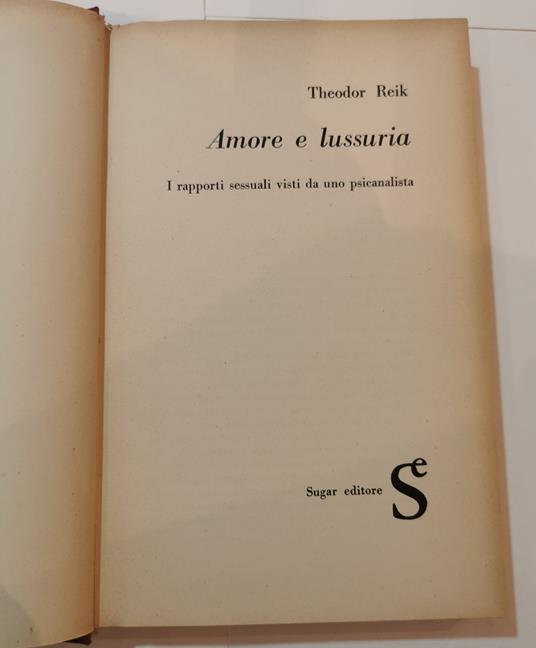 Theodor Reik
Amore e lussuria
I rapporti sessuali visti da uno psicanalista
Sugar editore Se